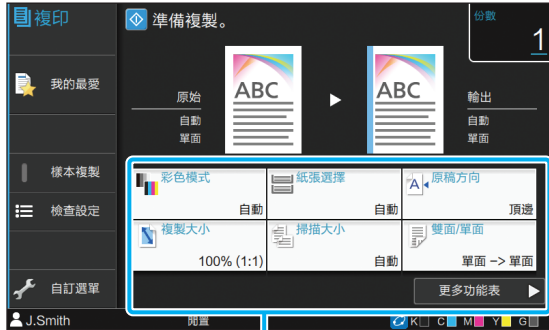 複印
準備複製。
份數
1
我的最愛
樣本複製
檢查設定
自訂選單
原始
自動
單面
ABC
ABC
輸出
自動
單面
彩色模式
自動
紙張選擇
自動
A
原稿方向
頂邊
複製大小
100% (1:1)
掃描大小
自動
雙面/單面
單面 -> 單面
更多功能表
J.Smith
閒置
K C M Y G